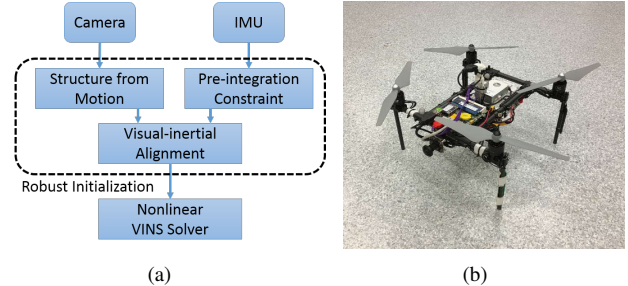 Camera
IMU
Structure from
Motion
Pre-integration
Constraint
Visual-inertial
Alignment
Robust Initialization
Nonlinear
VINS Solver
(a)
(b)